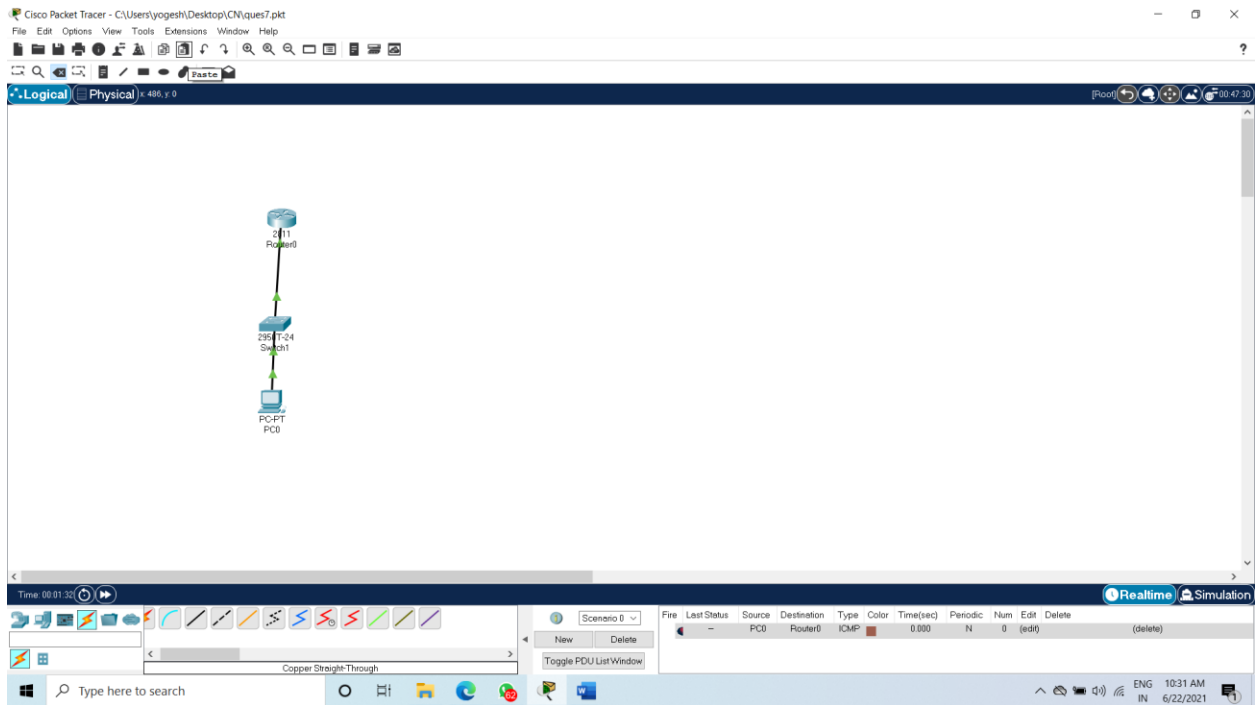 Cisco Packet Tracer - C:\Users\yogesh\Desktop\CN\ques7.pkt
File Edit Options View Tools Extensions Window Help
?
Paste
Logical Physical x: 486, y: 0 [Root] 00:47:30
2811
Router0
2950T-24
Switch1
PC-PT
PC0
Time: 00:01:32 Realtime Simulation
Scenario 0 Fire Last Status Source Destination Type Color Time(sec) Periodic Num Edit Delete
-- PC0 Router0 ICMP 0.000 N 0 (edit) (delete)
New Delete
Toggle PDU List Window
Copper Straight-Through
Type here to search
W
ENG 10:31 AM
IN 6/22/2021